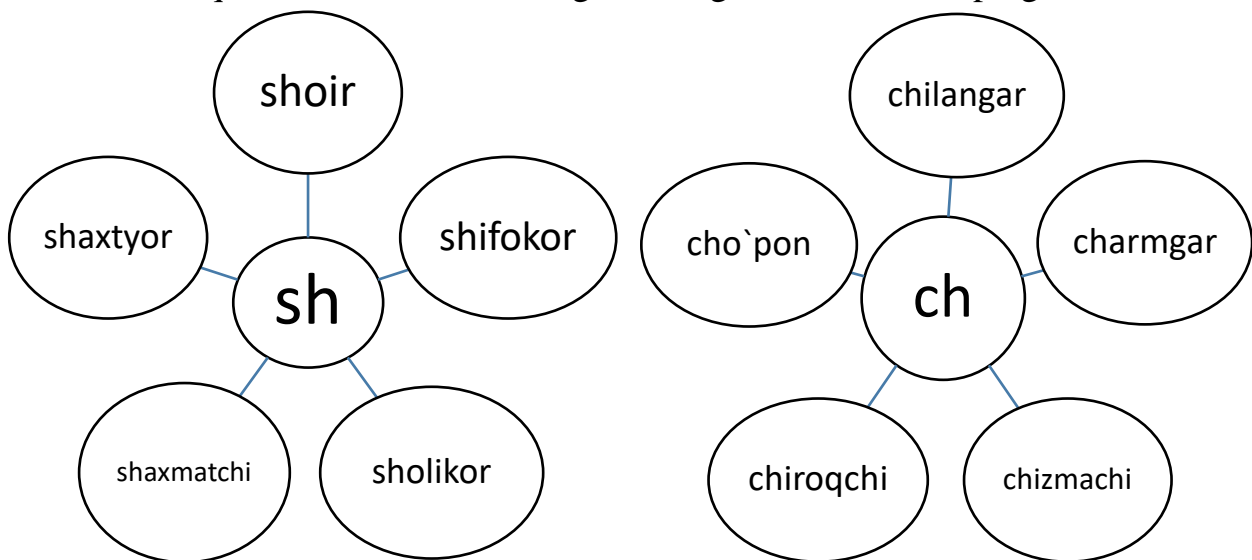 shoir
shaxtyor
shifokor
sh
shaxmatchi
sholikor
chilangar
cho`pon
charmgar
ch
chiroqchi
chizmachi